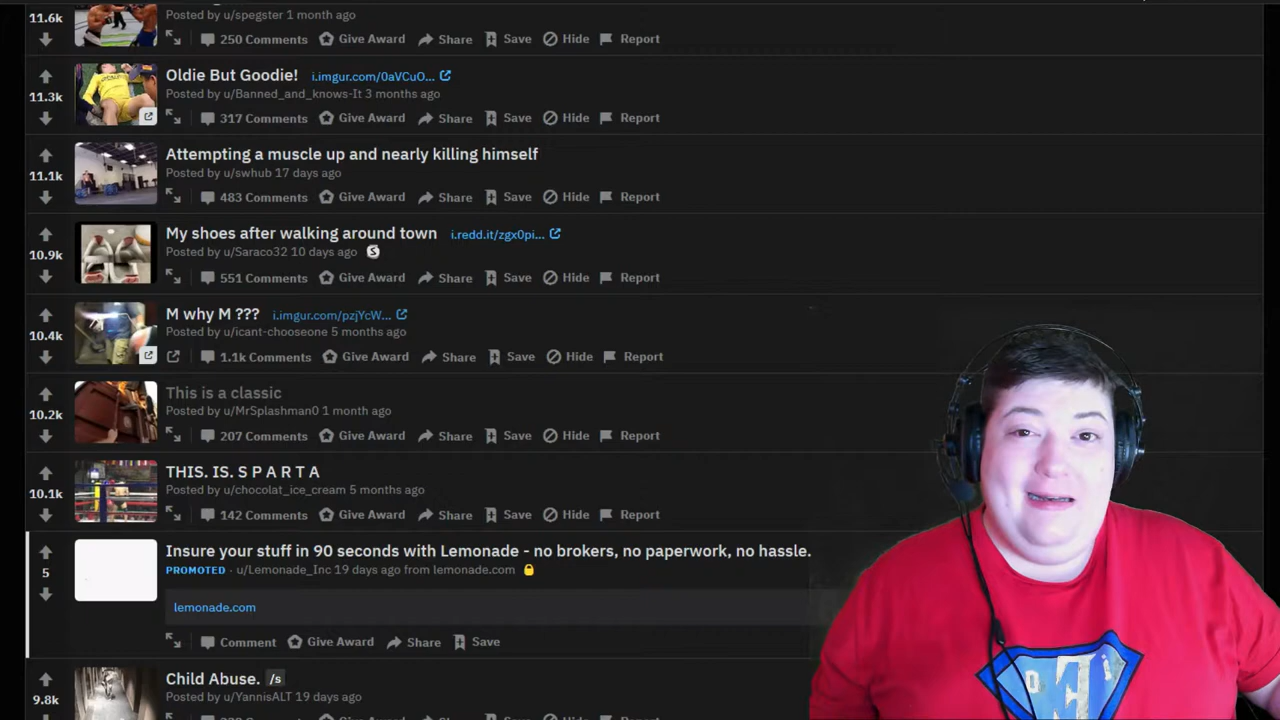 11.6k
Posted by u/spegster 1 month ago
250 Comments Give Award Share Save Hide Report
Oldie But Goodie! i.imgur.com/0aVCuO...
11.3k
Posted by u/Banned_and_knows-It 3 months ago
317 Comments Give Award Share Save Hide Report
Attempting a muscle up and nearly killing himself
11.1k
Posted by u/swhub 17 days ago
483 Comments Give Award Share Save Hide Report
My shoes after walking around town i.redd.it/zgx0pi...
10.9k
Posted by u/Saraco32 10 days ago
551 Comments Give Award Share Save Hide Report
M why M ??? i.imgur.com/pzjYcW...
10.4k
Posted by u/icant-chooseone 5 months ago
1.1k Comments Give Award Share Save Hide Report
This is a classic
10.2k
Posted by u/MrSplashman0 1 month ago
207 Comments Give Award Share Save Hide Report
THIS. IS. S P A R T A
10.1k
Posted by u/chocolat_ice_cream 5 months ago
142 Comments Give Award Share Save Hide Report
Insure your stuff in 90 seconds with Lemonade - no brokers, no paperwork, no hassle.
5
PROMOTED · u/Lemonade_Inc 19 days ago from lemonade.com
lemonade.com
Comment Give Award Share Save
Child Abuse. /s
9.8k
Posted by u/YannisALT 19 days ago